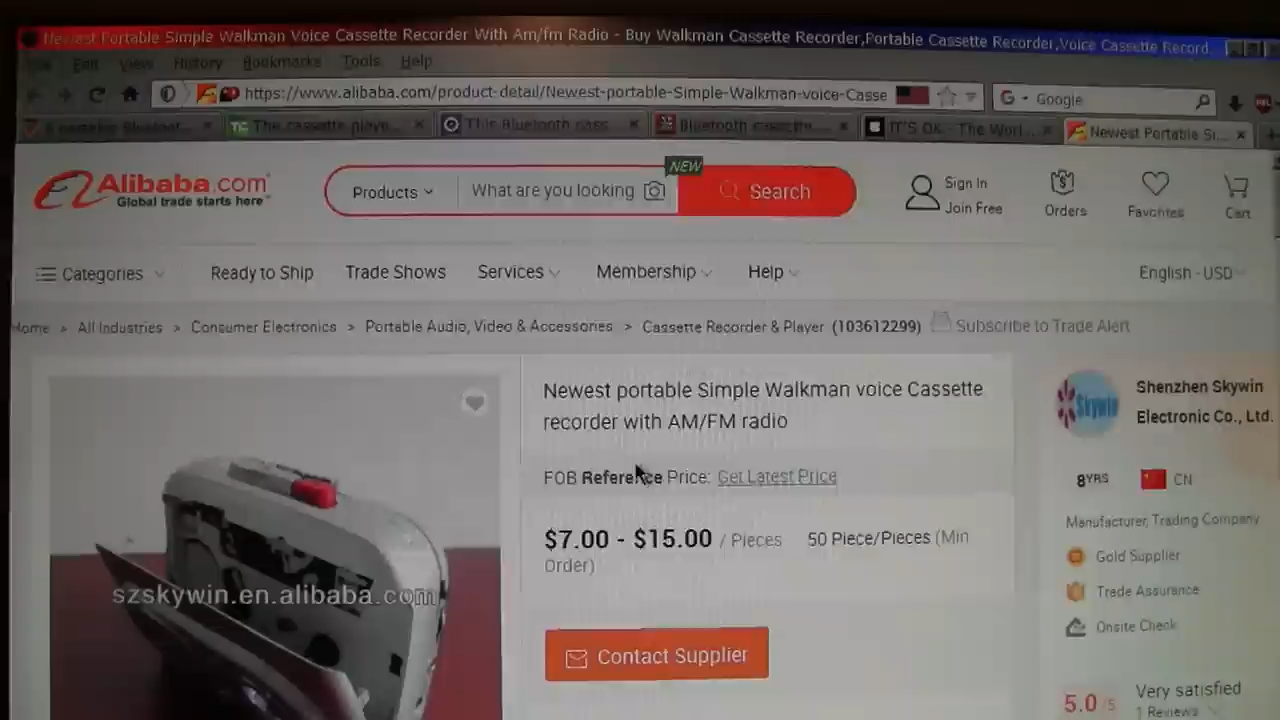 Newest Portable Simple Walkman Voice Cassette Recorder With Am/fm Radio - Buy Walkman Cassette Recorder,Portable Cassette Recorder,Voice Cassette Record...
Edit View History Bookmarks Tools Help
https://www.alibaba.com/product-detail/Newest-portable-Simple-Walkman-voice-Casse
G - Google
The cassette playe...
This Bluetooth cass...
IT'S OK - The Worl...
Newest Portable Si...
Alibaba.com
Global trade starts here
Products
What are you looking
NEW
Search
Sign In
Join Free
Orders
Favorites
Cart
Categories
Ready to Ship
Trade Shows
Services
Membership
Help
English - USD
Home > All Industries > Consumer Electronics > Portable Audio, Video & Accessories > Cassette Recorder & Player (103612299)
Subscribe to Trade Alert
szskywin.en.alibaba.com
Newest portable Simple Walkman voice Cassette
recorder with AM/FM radio
FOB Reference Price: Get Latest Price
$7.00 - $15.00 / Pieces
50 Piece/Pieces (Min
Order)
Contact Supplier
Skywin
Shenzhen Skywin
Electronic Co., Ltd.
8YRS
CN
Manufacturer, Trading Company
Gold Supplier
Trade Assurance
Onsite Check
5.0 /5
Very satisfied
1 Reviews